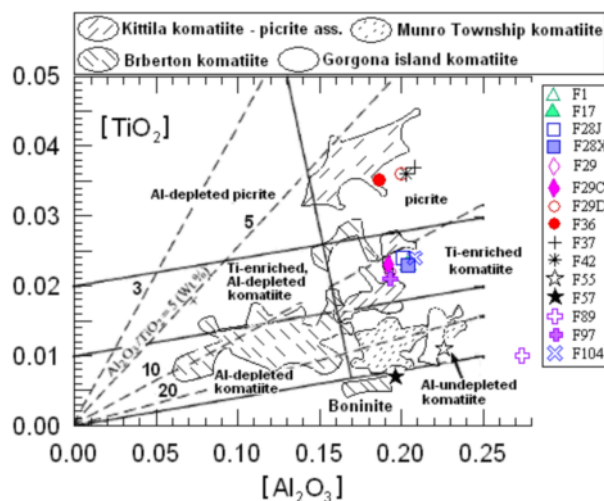 Kittila komatiite - picrite ass.
Munro Township komatiite
Brberton komatiite
Gorgona island komatiite
0.05
0.04
0.03
0.02
0.01
0.00
[TiO2]
Al-depleted picrite
picrite
5
3
Al2O3/TiO2 = 5 (Wt.%)
Ti-enriched,
Al-depleted
komatiite
Ti-enriched
komatiite
10
20
Al-depleted
komatiite
Al-undepleted
komatiite
Boninite
0.00
0.05
0.10
0.15
0.20
0.25
[Al2O3]
F1
F17
F28J
F28X
F29
F29C
F29D
F36
F37
F42
F55
F57
F89
F97
F104